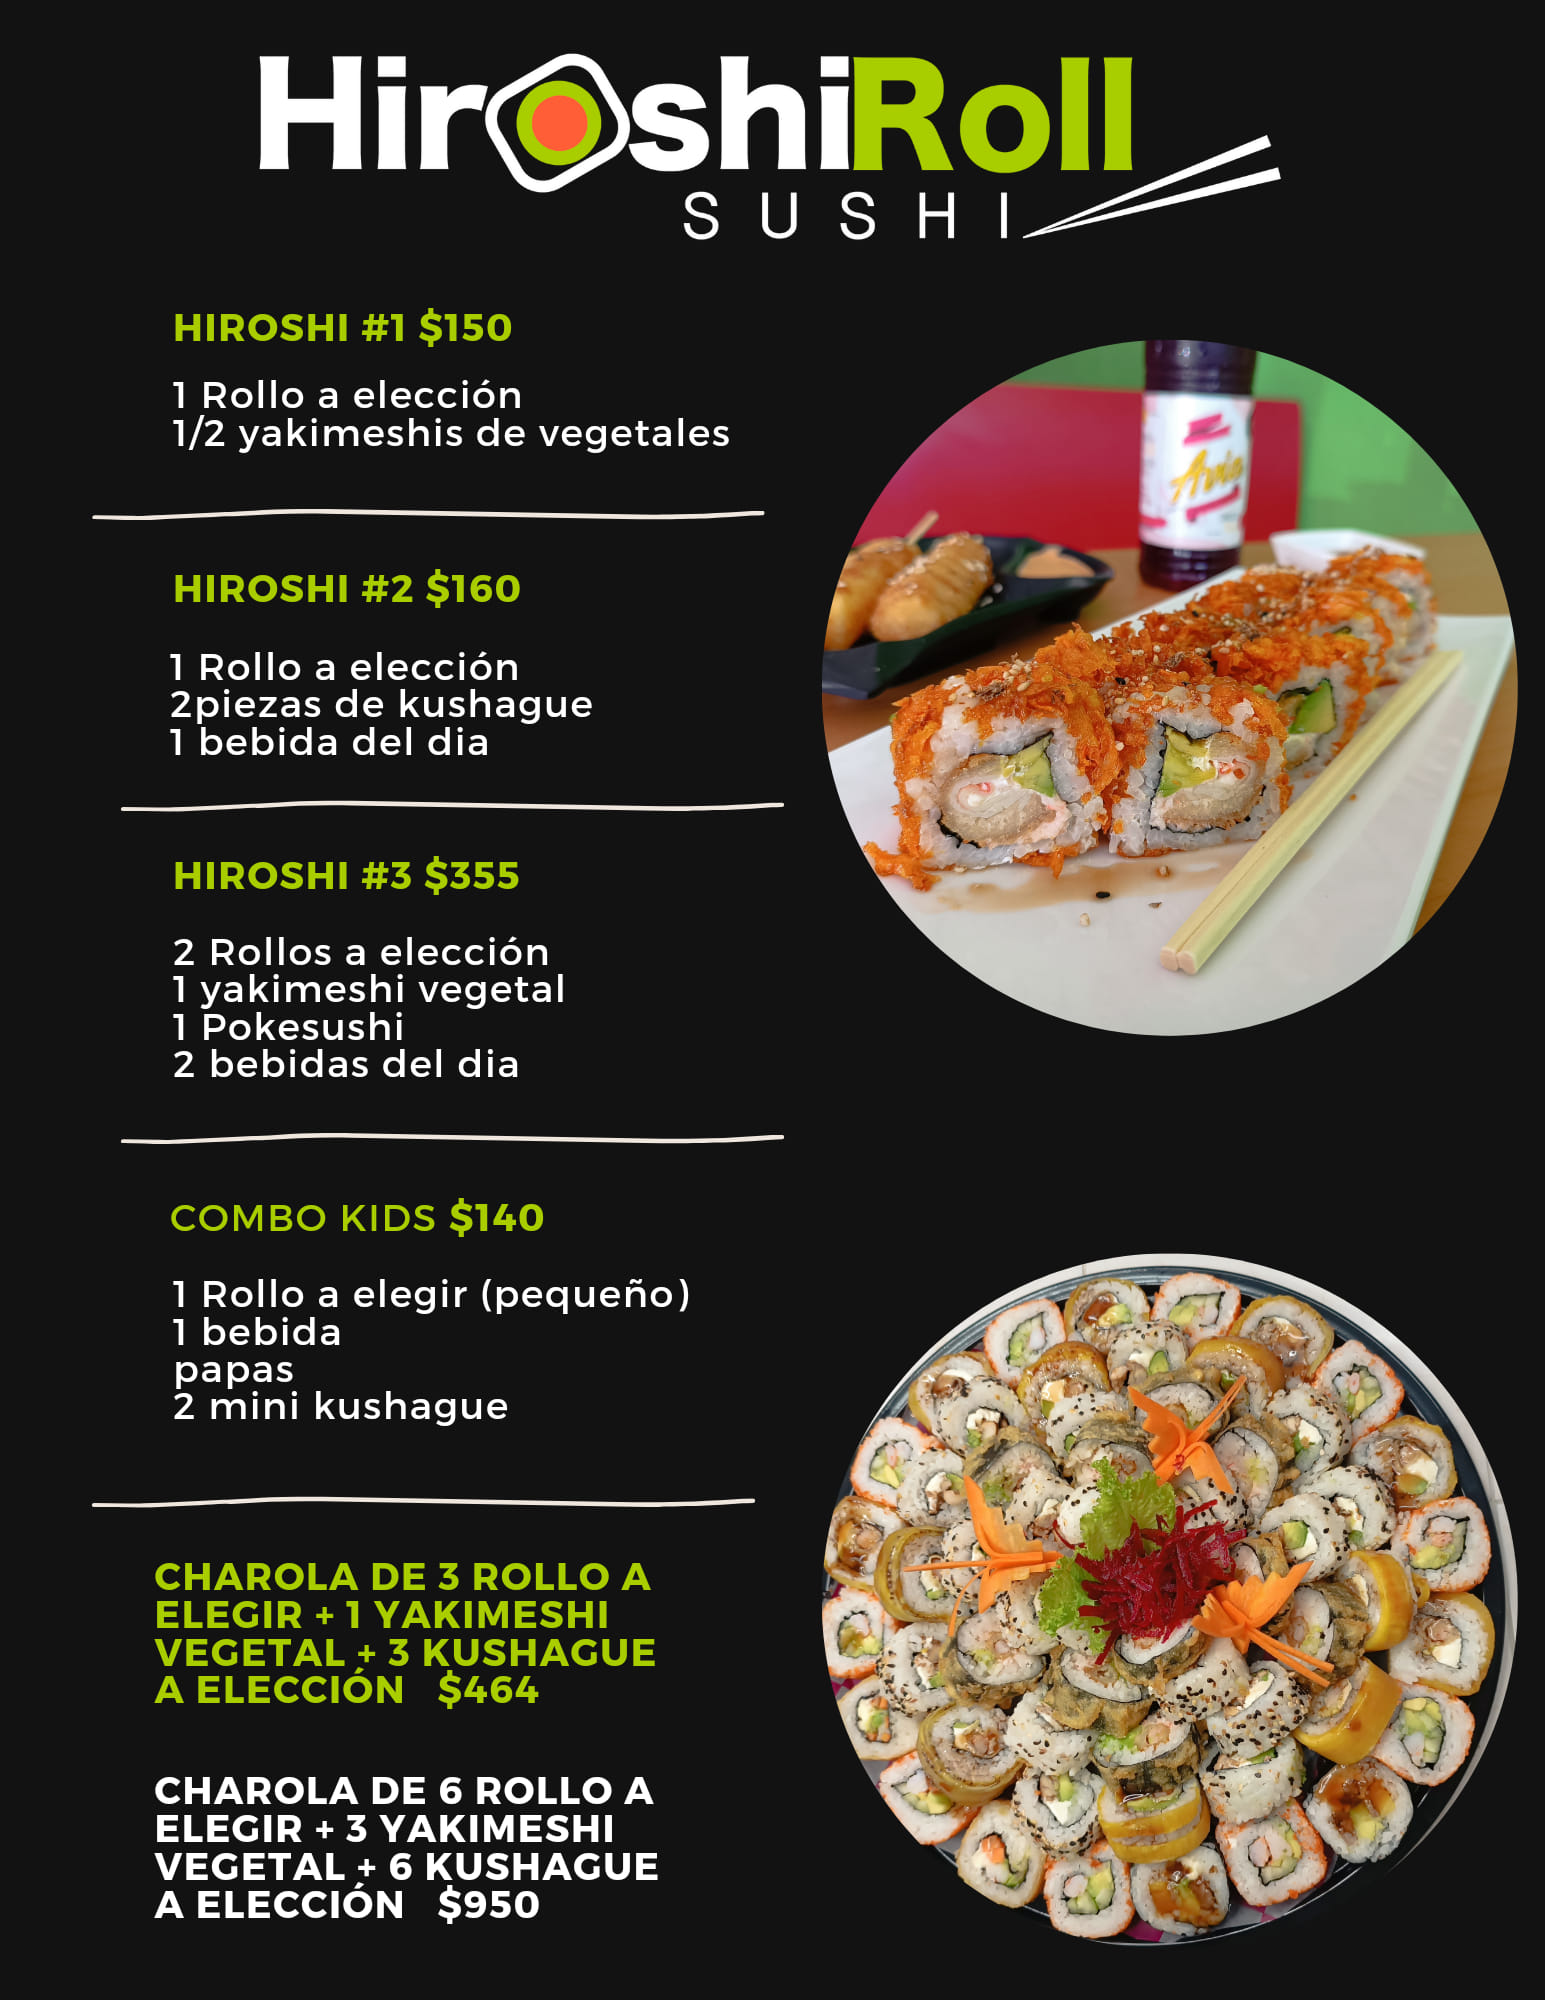 HiroshiRoll
SUSHI
HIROSHI #1 $150
1 Rollo a elección
1/2 yakimeshis de vegetales
HIROSHI #2 $160
1 Rollo a elección
2piezas de kushague
1 bebida del dia
HIROSHI #3 $355
2 Rollos a elección
1 yakimeshi vegetal
1 Pokesushi
2 bebidas del dia
COMBO KIDS $140
1 Rollo a elegir (pequeño)
1 bebida
papas
2 mini kushague
CHAROLA DE 3 ROLLO A
ELEGIR + 1 YAKIMESHI
VEGETAL + 3 KUSHAGUE
A ELECCIÓN $464
CHAROLA DE 6 ROLLO A
ELEGIR + 3 YAKIMESHI
VEGETAL + 6 KUSHAGUE
A ELECCIÓN $950